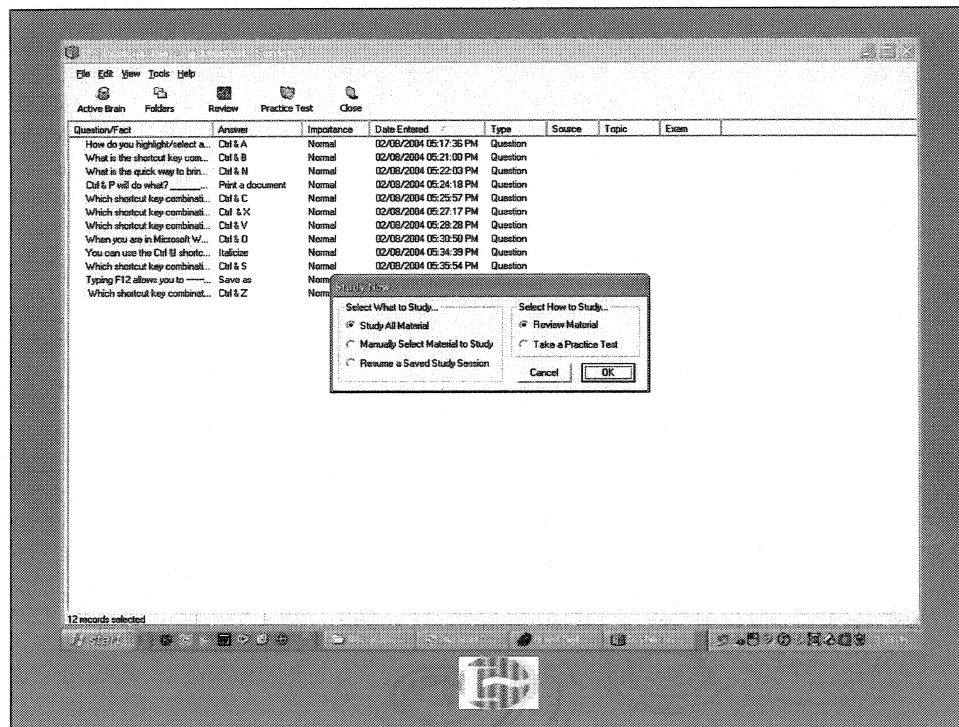 File Edit View Tools Help
Active Brain Folders Review Practice Test Close
Question/Fact Answer Importance Date Entered Type Source Topic Exam
How do you highlight/select a... Ctrl & A Normal 02/08/2004 05:17:36 PM Question
What is the shortcut key com... Ctrl & B Normal 02/08/2004 05:21:00 PM Question
What is the quick way to brin... Ctrl & N Normal 02/08/2004 05:22:03 PM Question
Ctrl & P will do what? ______... Print a document Normal 02/08/2004 05:24:18 PM Question
Which shortcut key combinati... Ctrl & C Normal 02/08/2004 05:25:57 PM Question
Which shortcut key combinati... Ctrl & X Normal 02/08/2004 05:27:17 PM Question
Which shortcut key combinati... Ctrl & V Normal 02/08/2004 05:28:28 PM Question
When you are in Microsoft W... Ctrl & O Normal 02/08/2004 05:30:50 PM Question
You can use the Ctrl &I shortc... Italicize Normal 02/08/2004 05:34:39 PM Question
Which shortcut key combinati... Ctrl & S Normal 02/08/2004 05:35:54 PM Question
Typing F12 allows you to -----... Save as Norm
Which shortcut key combinat... Ctrl & Z Norm
Study Now...
Select What to Study... Select How to Study...
Study All Material Review Material
Manually Select Material to Study Take a Practice Test
Resume a Saved Study Session
Cancel OK
12 records selected
start